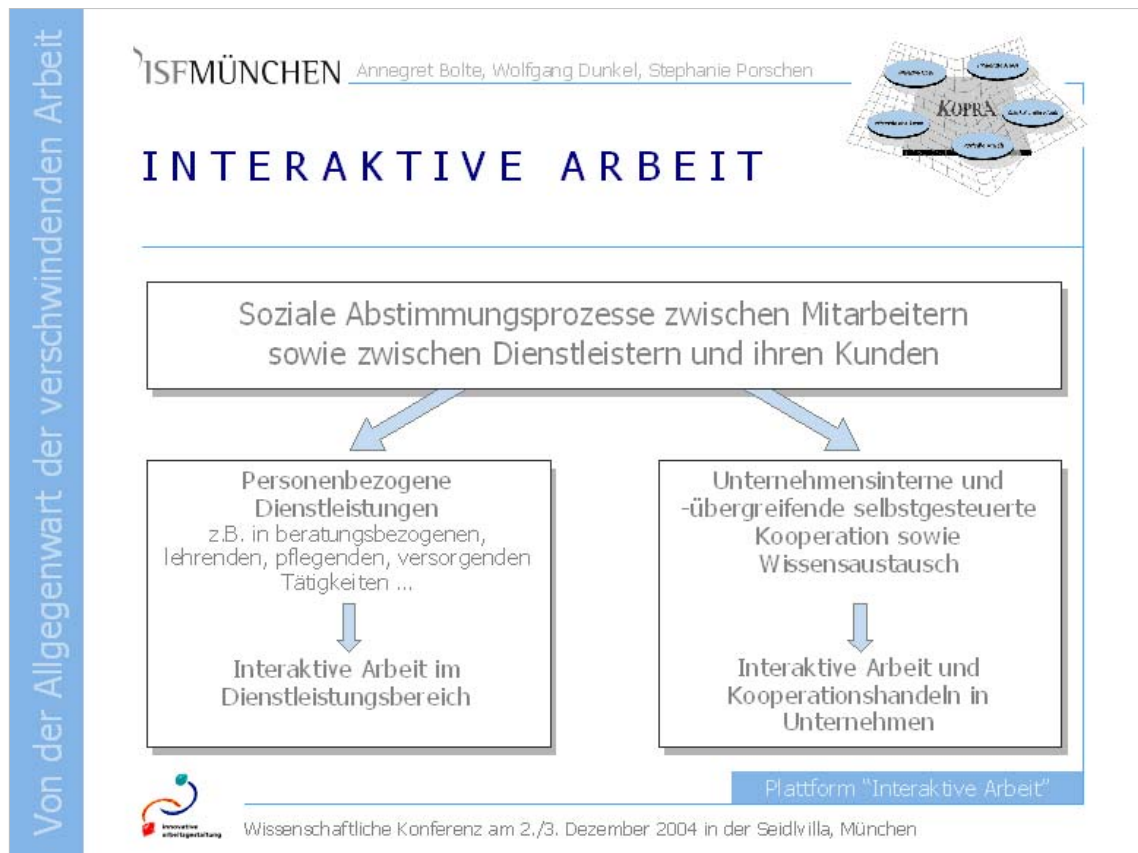 Von der Allgegenwart der verschwindenden Arbeit
ISFMÜNCHEN Annegret Bolte, Wolfgang Dunkel, Stephanie Porschen
KOPRA
INTERAKTIVE ARBEIT
Soziale Abstimmungsprozesse zwischen Mitarbeitern
sowie zwischen Dienstleistern und ihren Kunden
Personenbezogene
Dienstleistungen
z.B. in beratungsbezogenen,
lehrenden, pflegenden, versorgenden
Tätigkeiten ...
Interaktive Arbeit im
Dienstleistungsbereich
Unternehmensinterne und
-übergreifende selbstgesteuerte
Kooperation sowie
Wissensaustausch
Interaktive Arbeit und
Kooperationshandeln in
Unternehmen
Plattform "Interaktive Arbeit"
innovative
arbeitsgestaltung
Wissenschaftliche Konferenz am 2./3. Dezember 2004 in der Seidlvilla, München